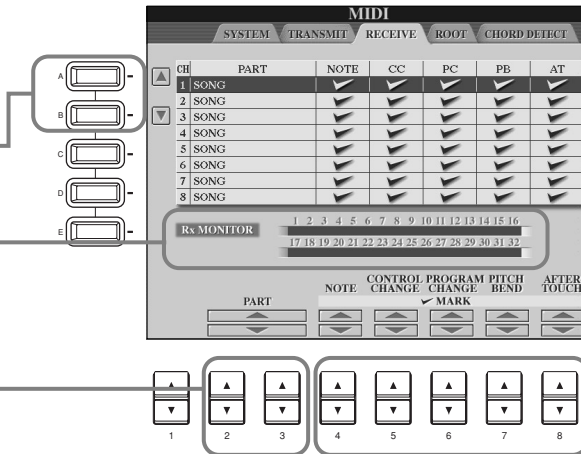 MIDI
SYSTEM TRANSMIT RECEIVE ROOT CHORD DETECT
CH PART NOTE CC PC PB AT
1 SONG
2 SONG
3 SONG
4 SONG
5 SONG
6 SONG
7 SONG
8 SONG
A
B
C
D
E
Rx MONITOR
1 2 3 4 5 6 7 8 9 10 11 12 13 14 15 16
17 18 19 20 21 22 23 24 25 26 27 28 29 30 31 32
PART
NOTE
CONTROL CHANGE
PROGRAM CHANGE
PITCH BEND
AFTER TOUCH
MARK
1 2 3 4 5 6 7 8